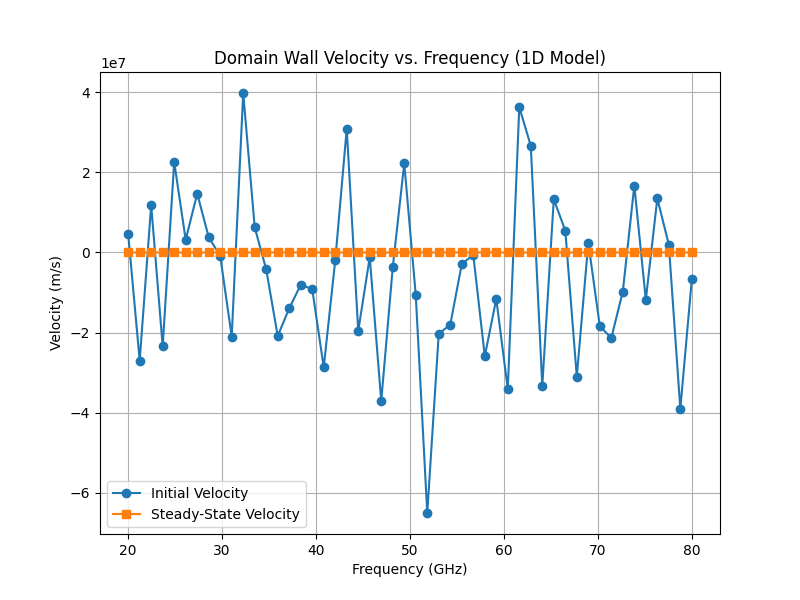 Domain Wall Velocity vs. Frequency (1D Model)
1e7
4
2
0
−2
−4
−6
Velocity (m/s)
Initial Velocity
Steady-State Velocity
20 30 40 50 60 70 80
Frequency (GHz)